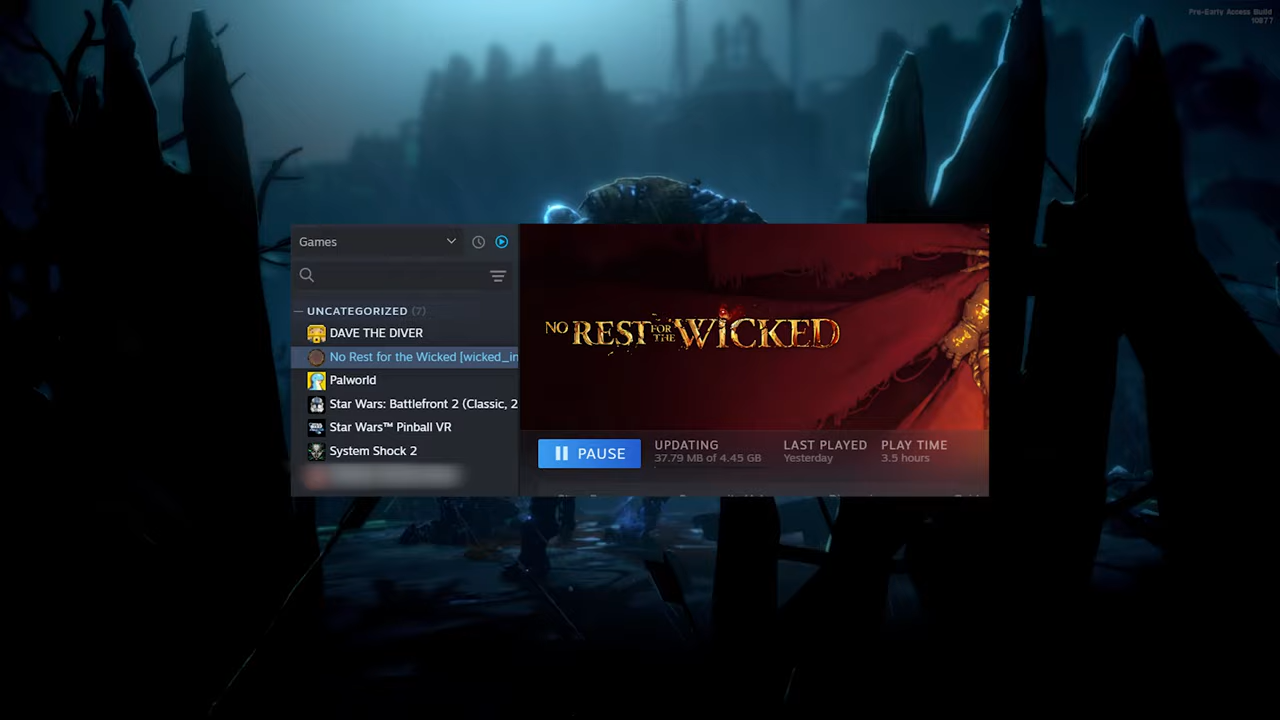 Pre-Early Access Build
10877
Games
UNCATEGORIZED (7)
DAVE THE DIVER
No Rest for the Wicked [wicked_in
Palworld
Star Wars: Battlefront 2 (Classic, 2
Star Wars™ Pinball VR
System Shock 2
NO REST FOR THE WICKED
PAUSE
UPDATING
37.79 MB of 4.45 GB
LAST PLAYED
Yesterday
PLAY TIME
3.5 hours